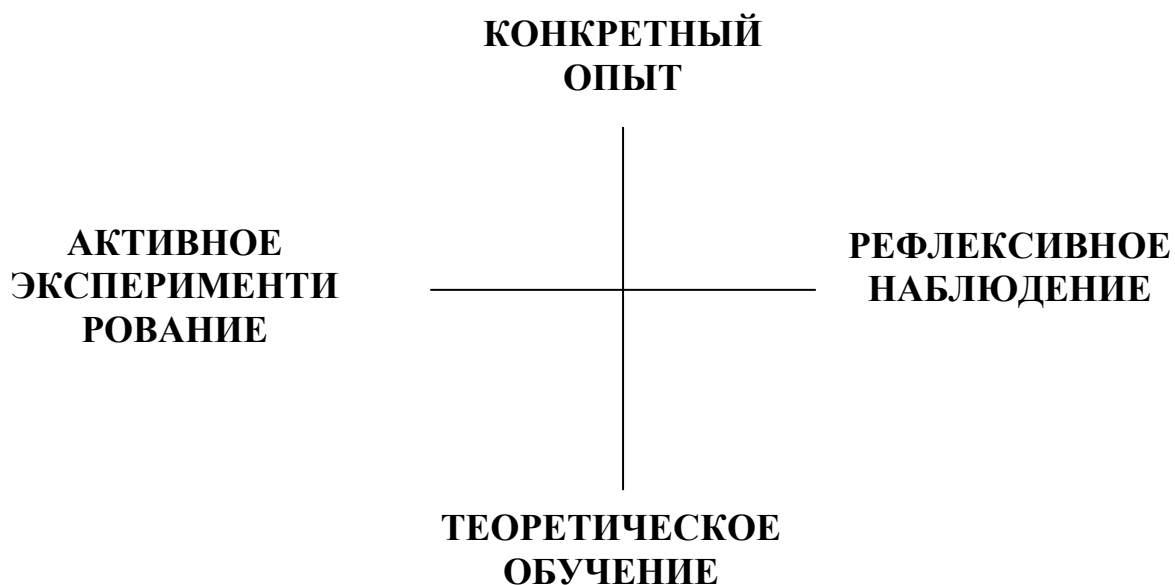 КОНКРЕТНЫЙ
ОПЫТ
АКТИВНОЕ
ЭКСПЕРИМЕНТИ
РОВАНИЕ
РЕФЛЕКСИВНОЕ
НАБЛЮДЕНИЕ
ТЕОРЕТИЧЕСКОЕ
ОБУЧЕНИЕ